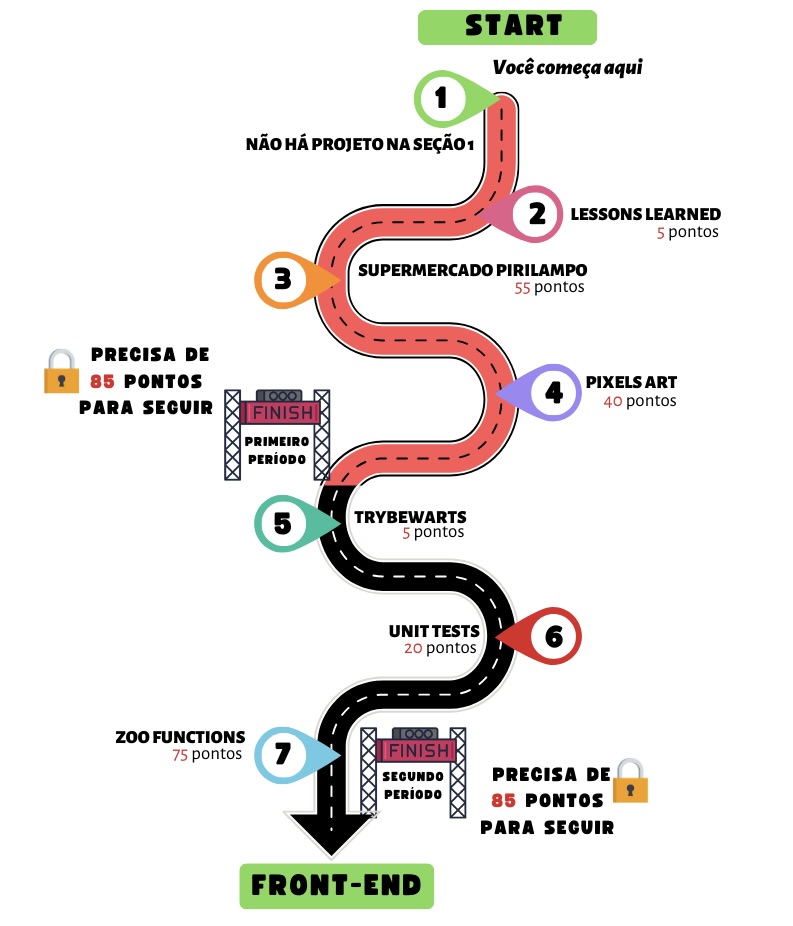 START
Você começa aqui
1
NÃO HÁ PROJETO NA SEÇÃO 1
2
LESSONS LEARNED
5 pontos
3
SUPERMERCADO PIRILAMPO
55 pontos
PRECISA DE
85 PONTOS
PARA SEGUIR
4
PIXELS ART
40 pontos
FINISH
PRIMEIRO
PERÍODO
5
TRYBEWARTS
5 pontos
6
UNIT TESTS
20 pontos
7
ZOO FUNCTIONS
75 pontos
FINISH
SEGUNDO
PERÍODO
PRECISA DE
85 PONTOS
PARA SEGUIR
FRONT-END